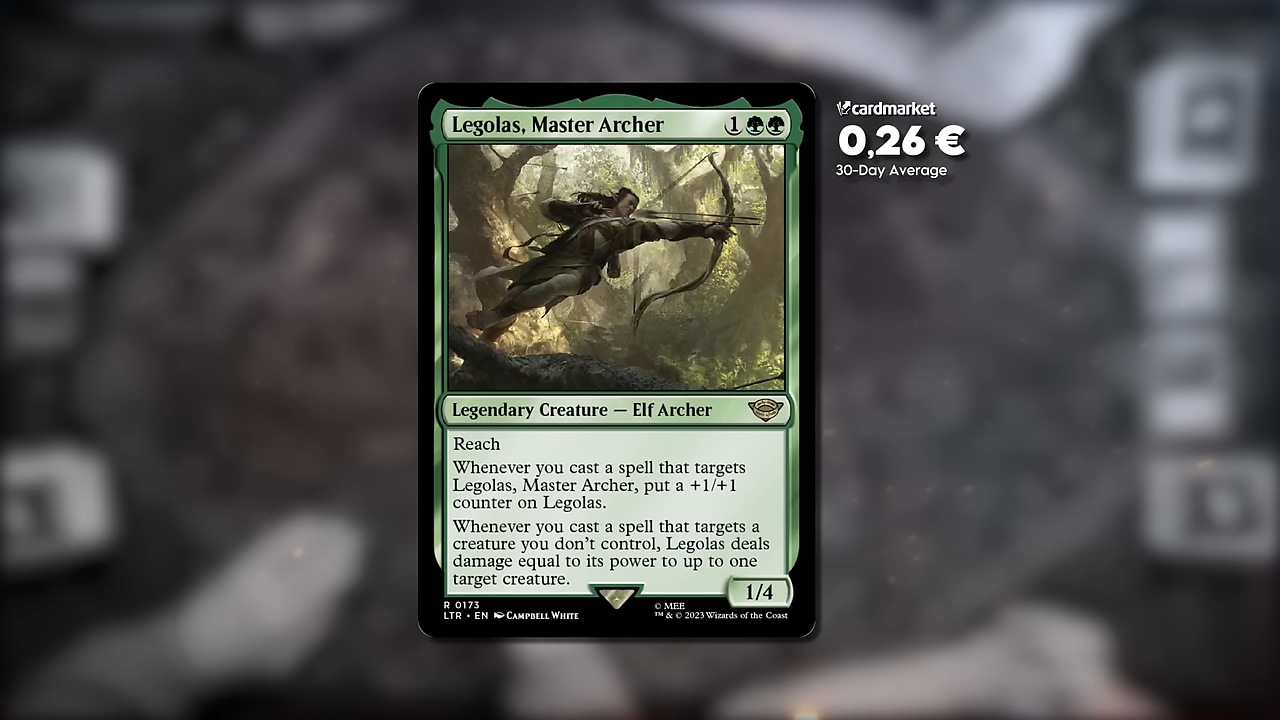 Legolas, Master Archer 1
Legendary Creature — Elf Archer
Reach
Whenever you cast a spell that targets
Legolas, Master Archer, put a +1/+1
counter on Legolas.
Whenever you cast a spell that targets a
creature you don't control, Legolas deals
damage equal to its power to up to one
target creature.
1/4
R 0173
LTR • EN CAMPBELL WHITE
© MEE
™ & © 2023 Wizards of the Coast
cardmarket
0,26 €
30-Day Average